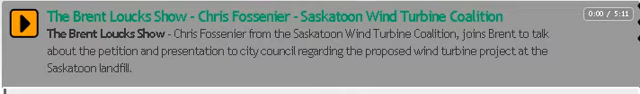 The Brent Loucks Show - Chris Fossenier - Saskatoon Wind Turbine Coalition
0:00 / 5:11
The Brent Loucks Show - Chris Fossenier from the Saskatoon Wind Turbine Coalition, joins Brent to talk
about the petition and presentation to city council regarding the proposed wind turbine project at the
Saskatoon landfill.